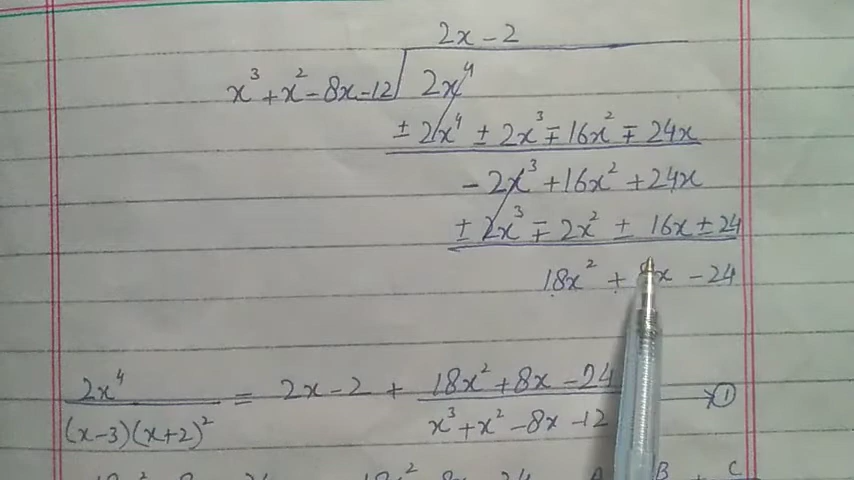 2x - 2
x³ + x² - 8x - 12 | 2x⁴
± 2x⁴ ± 2x³ ∓ 16x² ∓ 24x
- 2x³ + 16x² + 24x
± 2x³ ∓ 2x² ± 16x ± 24
18x² + 8x - 24
2x⁴ / (x-3)(x+2)² = 2x - 2 + 18x² + 8x - 24 / x³ + x² - 8x - 12 → ①
A B + C